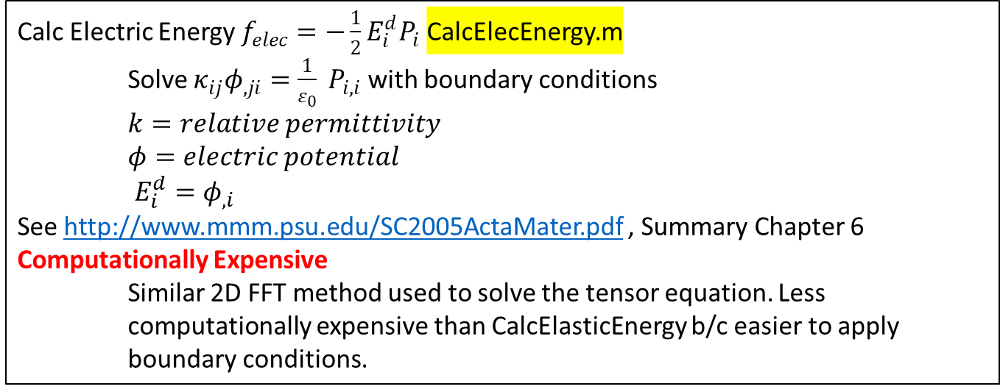 Calc Electric Energy $f_{elec} = -\frac{1}{2} E_i^d P_i$ CalcElecEnergy.m
Solve $\kappa_{ij}\phi_{,ji} = \frac{1}{\varepsilon_0} P_{i,i}$ with boundary conditions
$k = relative\ permittivity$
$\phi = electric\ potential$
$E_i^d = \phi_{,i}$
See http://www.mmm.psu.edu/SC2005ActaMater.pdf , Summary Chapter 6
Computationally Expensive
Similar 2D FFT method used to solve the tensor equation. Less
computationally expensive than CalcElasticEnergy b/c easier to apply
boundary conditions.